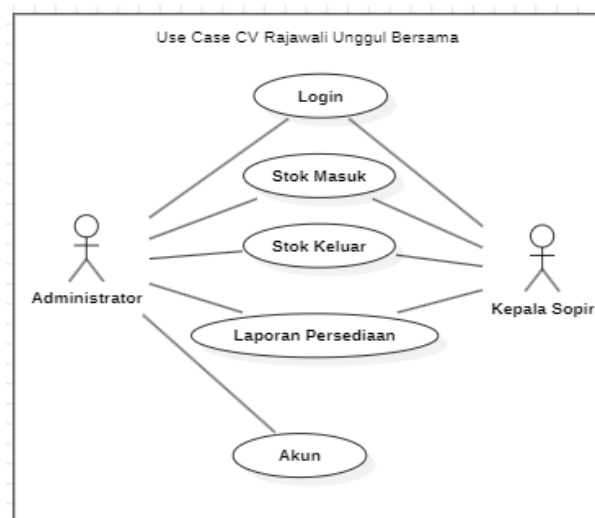 Use Case CV Rajawali Unggul Bersama
Login
Stok Masuk
Stok Keluar
Administrator
Kepala Sopir
Laporan Persediaan
Akun